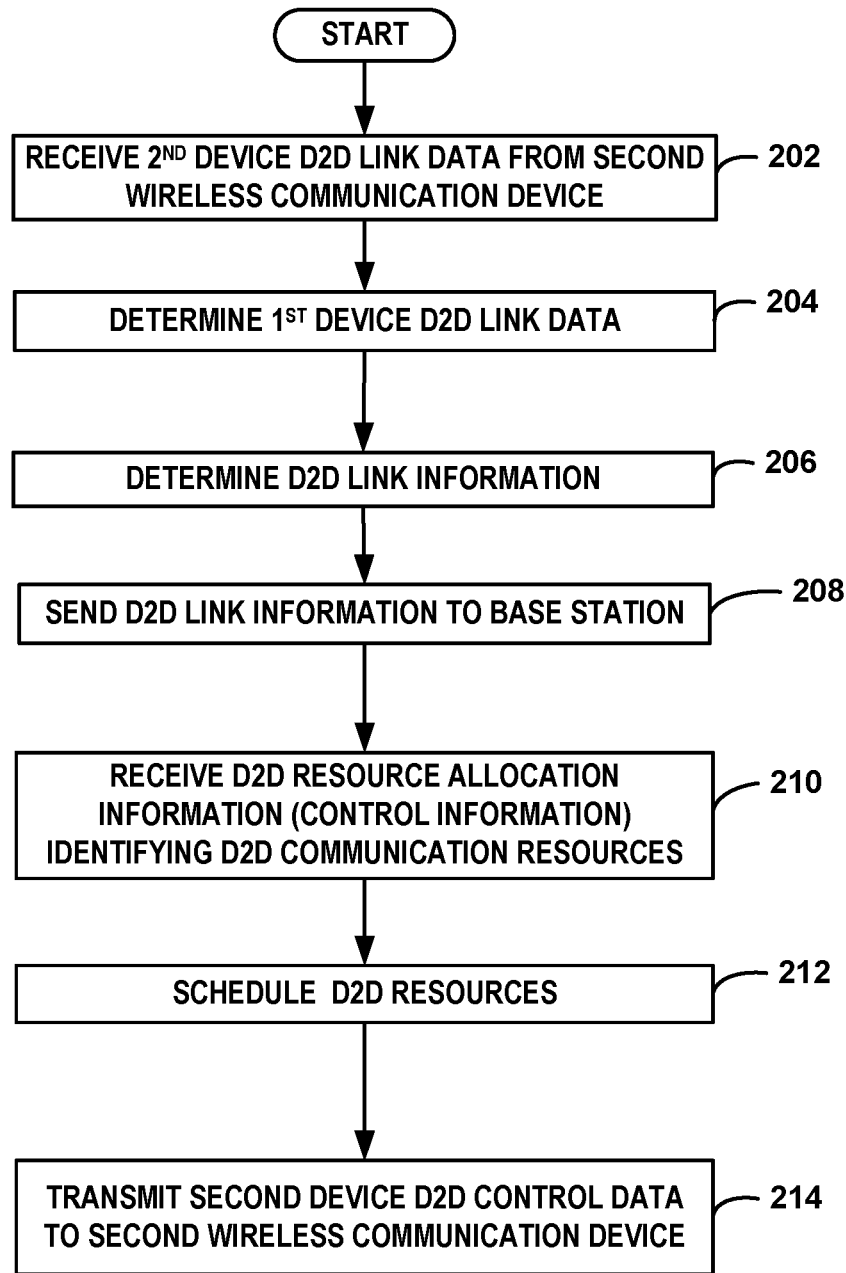 START
RECEIVE 2ND DEVICE D2D LINK DATA FROM SECOND
WIRELESS COMMUNICATION DEVICE
202
DETERMINE 1ST DEVICE D2D LINK DATA
204
DETERMINE D2D LINK INFORMATION
206
SEND D2D LINK INFORMATION TO BASE STATION
208
RECEIVE D2D RESOURCE ALLOCATION
INFORMATION (CONTROL INFORMATION)
IDENTIFYING D2D COMMUNICATION RESOURCES
210
SCHEDULE D2D RESOURCES
212
TRANSMIT SECOND DEVICE D2D CONTROL DATA
TO SECOND WIRELESS COMMUNICATION DEVICE
214